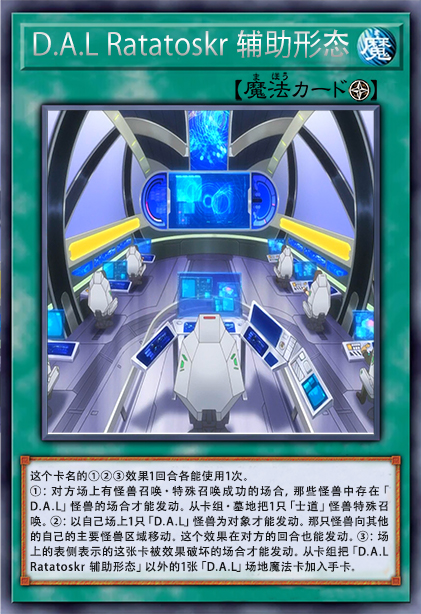 D.A.L Ratatoskr 辅助形态
魔
【魔法カード】
ま ほう
这个卡名的①②③效果1回合各能使用1次。
①：对方场上有怪兽召唤·特殊召唤成功的场合，那些怪兽中存在「
D.A.L」怪兽的场合才能发动。从卡组·墓地把1只「士道」怪兽特殊召
唤。②：以自己场上1只「D.A.L」怪兽为对象才能发动。那只怪兽向其他
的自己的主要怪兽区域移动。这个效果在对方的回合也能发动。③：场
上的表侧表示的这张卡被效果破坏的场合才能发动。从卡组把「D.A.L
Ratatoskr 辅助形态」以外的1张「D.A.L」场地魔法卡加入手卡。